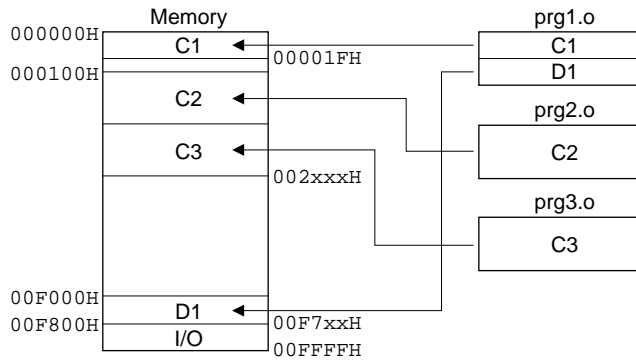 Memory
prg1.o
000000H
C1
C1
00001FH
000100H
D1
C2
prg2.o
C2
C3
002xxxH
prg3.o
C3
00F000H
D1
00F7xxH
00F800H
I/O
00FFFFH